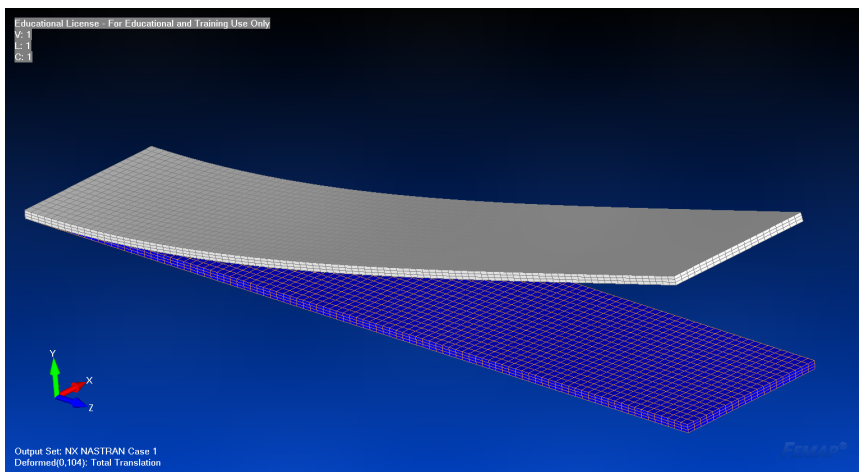 Educational License - For Educational and Training Use Only
V: 1
L: 1
C: 1
Y
X
Z
Output Set: NX NASTRAN Case 1
Deformed(0,104): Total Translation
FEMAP®